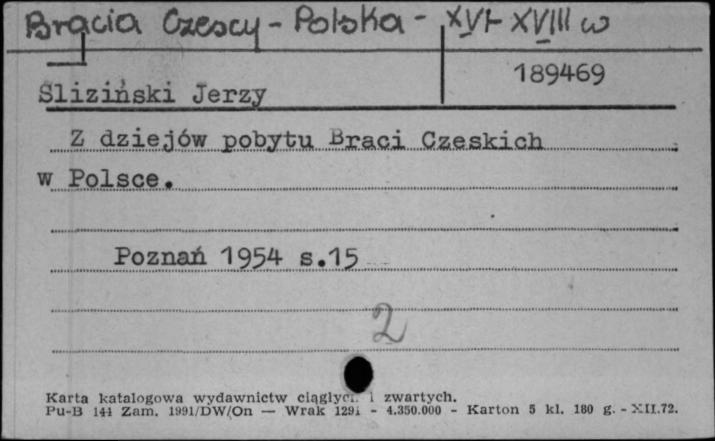 Bracia Czescy - Polska - XVI-XVIII w
189469
Śliziński Jerzy
Z dziejów pobytu Braci Czeskich
w Polsce.
Poznań 1954 s.15
2
Karta katalogowa wydawnictw ciągłych i zwartych.
Pu-B 144 Zam. 1991/DW/On — Wrak 1291 - 4.350.000 - Karton 5 kl. 180 g. - XII.72.